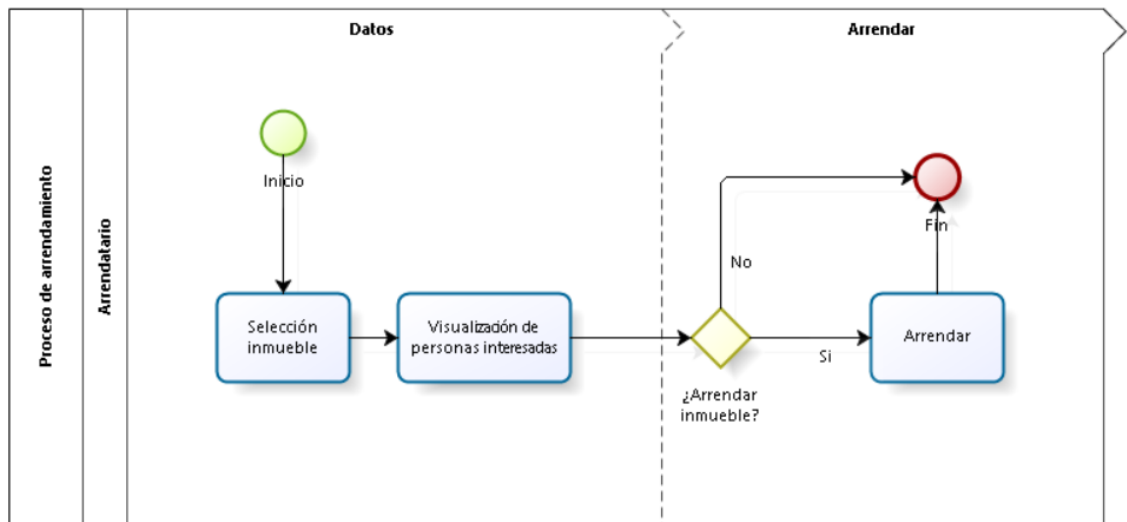 Datos
Arrendar
Proceso de arrendamiento
Arrendatario
Inicio
Selección
inmueble
Visualización de
personas interesadas
¿Arrendar
inmueble?
No
Si
Arrendar
Fin